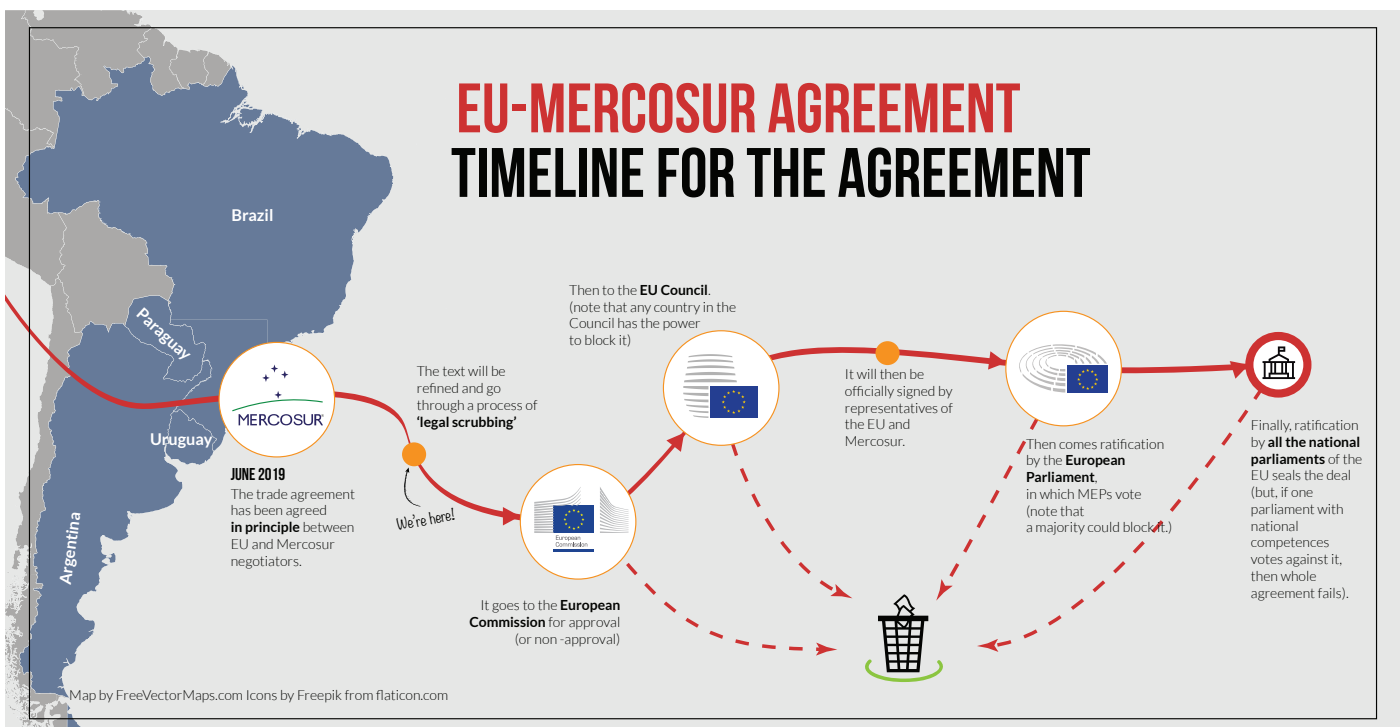 EU-MERCOSUR AGREEMENT
TIMELINE FOR THE AGREEMENT
Brazil
Paraguay
Uruguay
Argentina
MERCOSUR
JUNE 2019
The trade agreement
has been agreed
in principle between
EU and Mercosur
negotiators.
The text will be
refined and go
through a process of
‘legal scrubbing’
We're here!
European
Commission
It goes to the European
Commission for approval
(or non -approval)
Then to the EU Council.
(note that any country in the
Council has the power
to block it)
It will then be
officially signed by
representatives of
the EU and
Mercosur.
Then comes ratification
by the European
Parliament,
in which MEPs vote
(note that
a majority could block it.)
Finally, ratification
by all the national
parliaments of the
EU seals the deal
(but, if one
parliament with
national
competences
votes against it,
then whole
agreement fails).
Map by FreeVectorMaps.com Icons by Freepik from flaticon.com